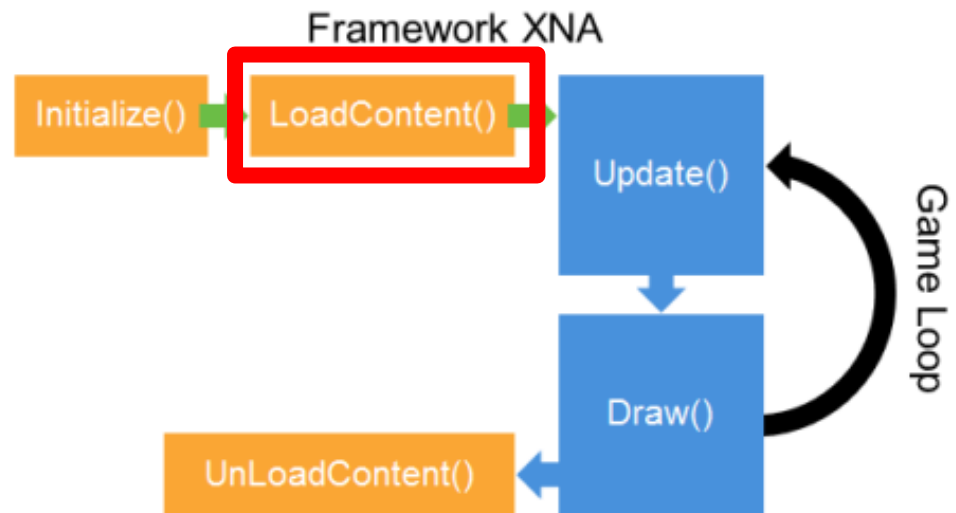 Framework XNA
Initialize()
LoadContent()
Update()
Game Loop
Draw()
UnLoadContent()